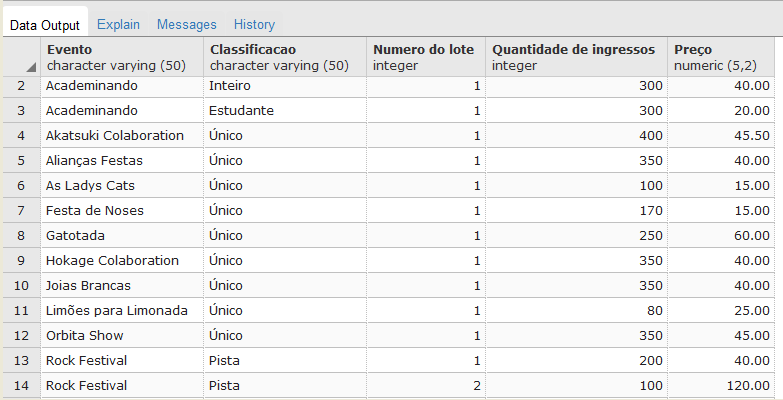 Data Output Explain Messages History
Evento Classificacao Numero do lote Quantidade de ingressos Preço
character varying (50) character varying (50) integer integer numeric (5,2)
2 Academinando Inteiro 1 300 40.00
3 Academinando Estudante 1 300 20.00
4 Akatsuki Colaboration Único 1 400 45.50
5 Alianças Festas Único 1 350 40.00
6 As Ladys Cats Único 1 100 15.00
7 Festa de Noses Único 1 170 15.00
8 Gatotada Único 1 250 60.00
9 Hokage Colaboration Único 1 350 40.00
10 Joias Brancas Único 1 350 40.00
11 Limões para Limonada Único 1 80 25.00
12 Orbita Show Único 1 350 45.00
13 Rock Festival Pista 1 200 40.00
14 Rock Festival Pista 2 100 120.00